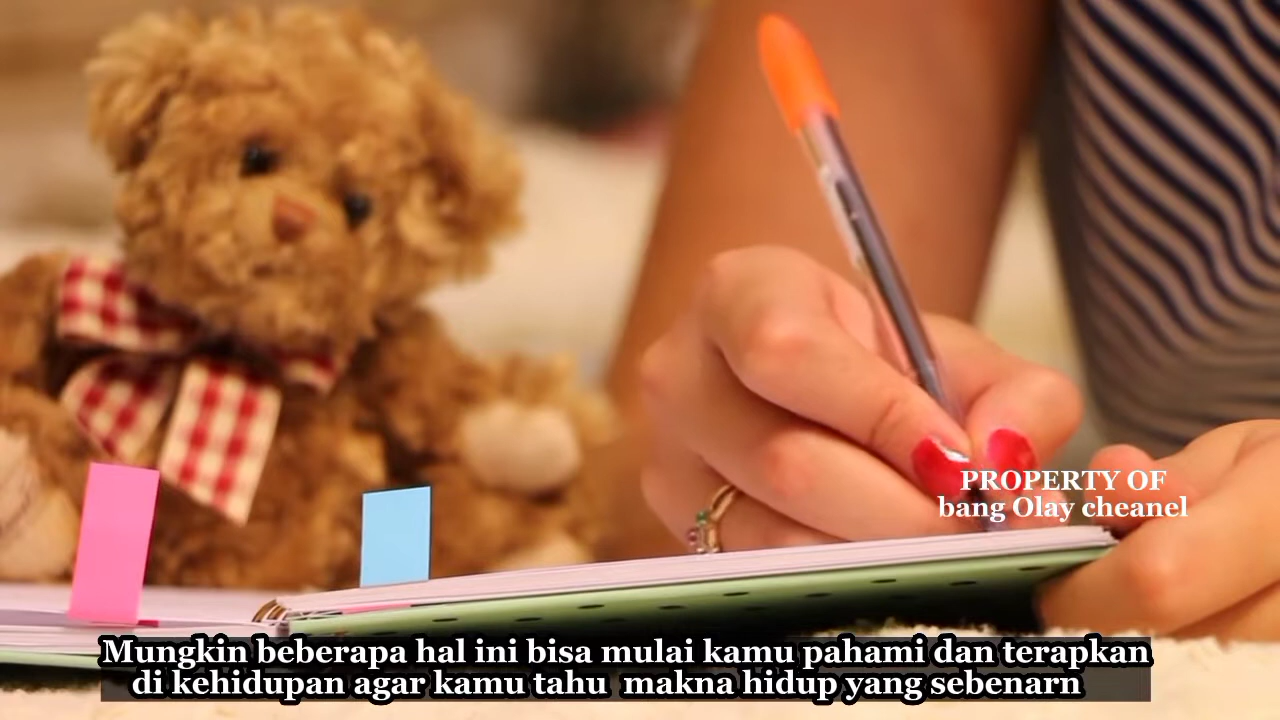 PROPERTY OF
bang Olay cheanel
Mungkin beberapa hal ini bisa mulai kamu pahami dan terapkan
di kehidupan agar kamu tahu makna hidup yang sebenarn